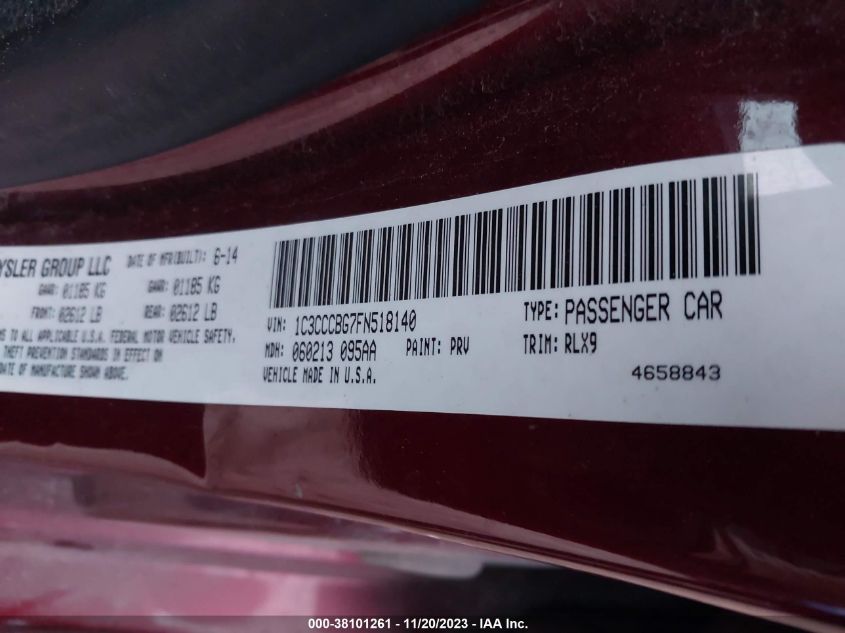 YSLER GROUP LLC DATE OF MFR(BUILT): 6-14
GAWR: 01185 KG GAWR: 01185 KG
FRONT: 02612 LB REAR: 02612 LB
MS TO ALL APPLICABLE U.S.A. FEDERAL MOTOR VEHICLE SAFETY,
THEFT PREVENTION STANDARDS IN EFFECT ON
DATE OF MANUFACTURE SHOWN ABOVE.
VIN: 1C3CCCBG7FN518140 TYPE: PASSENGER CAR
MDH: 060213 095AA PAINT: PRV TRIM: RLX9
VEHICLE MADE IN U.S.A. 4658843
000-38101261 - 11/20/2023 - IAA Inc.